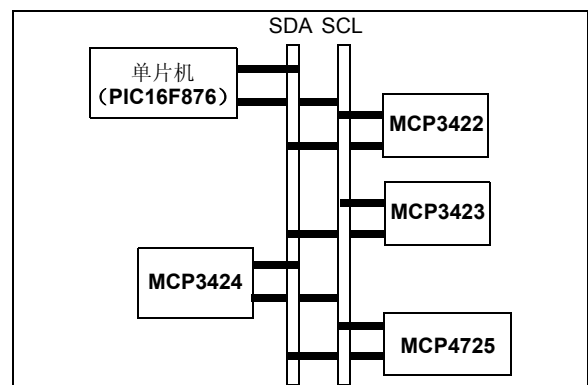 SDA SCL
单片机
（PIC16F876）
MCP3422
MCP3423
MCP3424
MCP4725